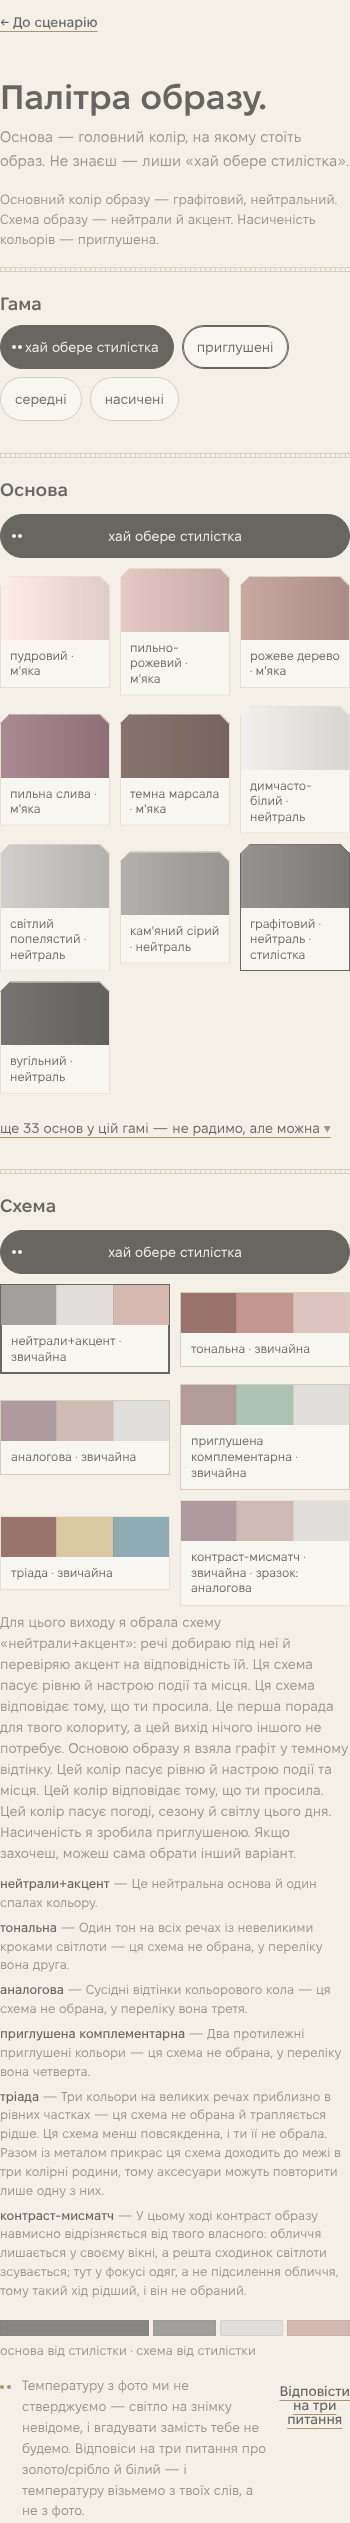 ← До сценарію
Палітра образу.
Основа — головний колір, на якому стоїть
образ. Не знаєш — лиши «хай обере стилістка».
Основний колір образу — графітовий, нейтральний.
Схема образу — нейтрали й акцент. Насиченість
кольорів — приглушена.
Гама
хай обере стилістка
приглушені
середні
насичені
Основа
хай обере стилістка
пудровий ·
м'яка
пильно-
рожевий ·
м'яка
рожеве дерево
· м'яка
пильна слива ·
м'яка
темна марсала
· м'яка
димчасто-
білий ·
нейтраль
світлий
попелястий ·
нейтраль
кам'яний сірий
· нейтраль
графітовий ·
нейтраль ·
стилістка
вугільний ·
нейтраль
ще 33 основ у цій гамі — не радимо, але можна ▾
Схема
хай обере стилістка
нейтрали+акцент ·
звичайна
тональна · звичайна
аналогова · звичайна
приглушена
комплементарна ·
звичайна
тріада · звичайна
контраст-мисматч ·
звичайна · зразок:
аналогова
Для цього виходу я обрала схему
«нейтрали+акцент»: речі добираю під неї й
перевіряю акцент на відповідність їй. Ця схема
пасує рівню й настрою події та місця. Ця схема
відповідає тому, що ти просила. Це перша порада
для твого колориту, а цей вихід нічого іншого не
потребує. Основою образу я взяла графіт у темному
відтінку. Цей колір пасує рівню й настрою події та
місця. Цей колір відповідає тому, що ти просила.
Цей колір пасує погоді, сезону й світлу цього дня.
Насиченість я зробила приглушеною. Якщо
захочеш, можеш сама обрати інший варіант.
нейтрали+акцент — Це нейтральна основа й один
спалах кольору.
тональна — Один тон на всіх речах із невеликими
кроками світлоти — ця схема не обрана, у переліку
вона друга.
аналогова — Сусідні відтінки кольорового кола — ця
схема не обрана, у переліку вона третя.
приглушена комплементарна — Два протилежні
приглушені кольори — ця схема не обрана, у переліку
вона четверта.
тріада — Три кольори на великих речах приблизно в
рівних частках — ця схема не обрана й трапляється
рідше. Ця схема менш повсякденна, і ти її не обрала.
Разом із металом прикрас ця схема доходить до межі в
три колірні родини, тому аксесуари можуть повторити
лише одну з них.
контраст-мисматч — У цьому ході контраст образу
навмисно відрізняється від твого власного: обличчя
лишається у своєму вікні, а решта сходинок світлоти
зсувається; тут у фокусі одяг, а не підсилення обличчя,
тому такий хід рідший, і він не обраний.
основа від стилістки · схема від стилістки
Температуру з фото ми не
стверджуємо — світло на знімку
невідоме, і вгадувати замість тебе не
будемо. Відповіси на три питання про
золото/срібло й білий — і
температуру візьмемо з твоїх слів, а
не з фото.
Відповісти
на три
питання